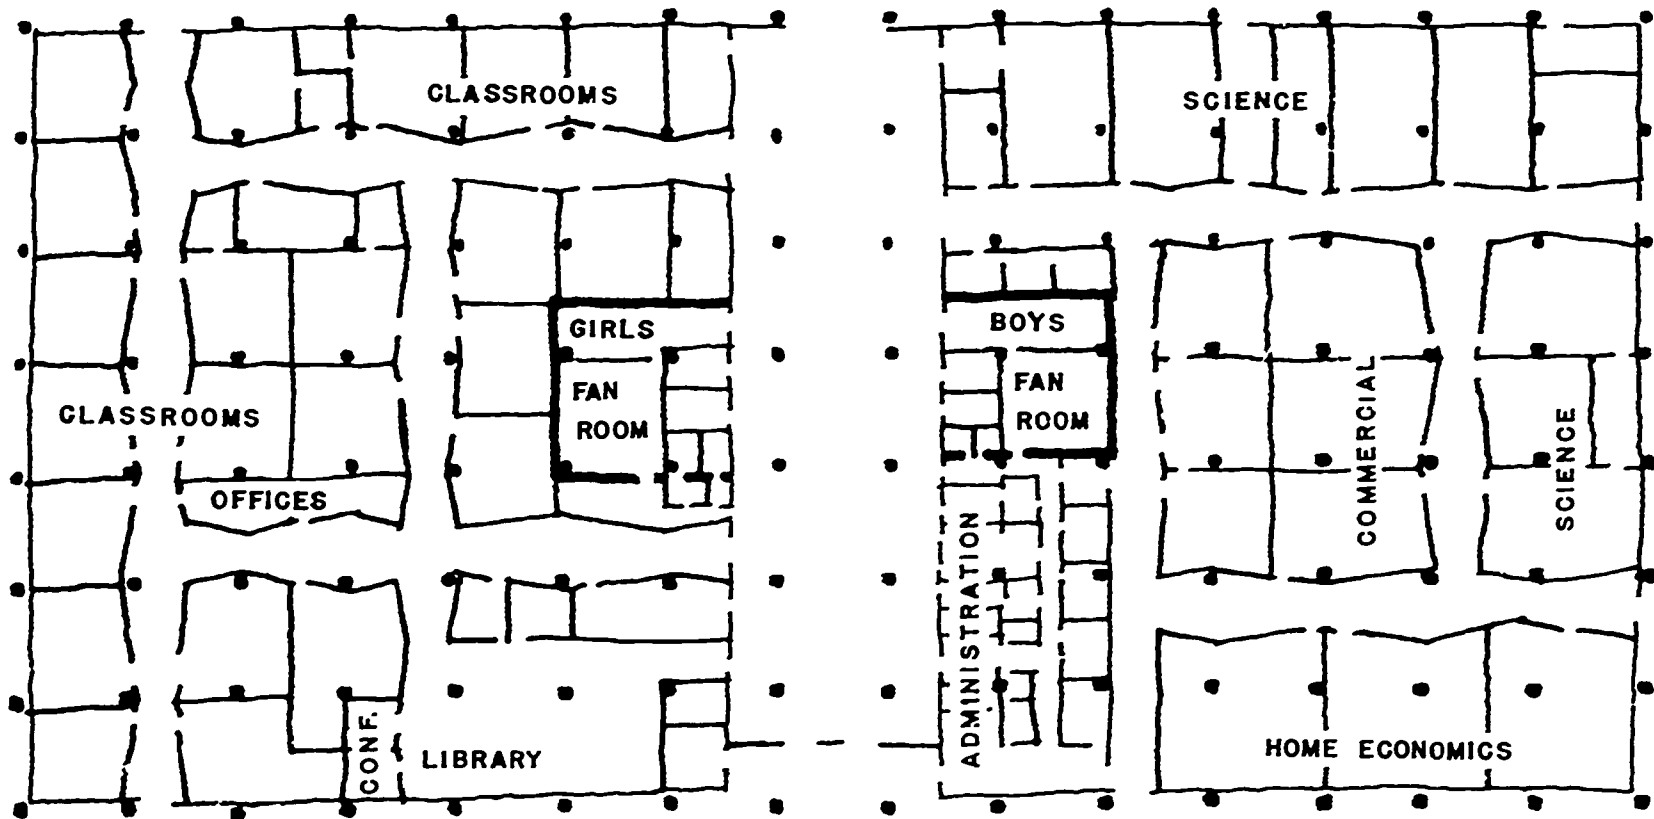 CLASSROOMS
SCIENCE
GIRLS
BOYS
FAN
ROOM
FAN
ROOM
CLASSROOMS
COMMERCIAL
SCIENCE
OFFICES
ADMINISTRATION
CONF.
LIBRARY
HOME ECONOMICS